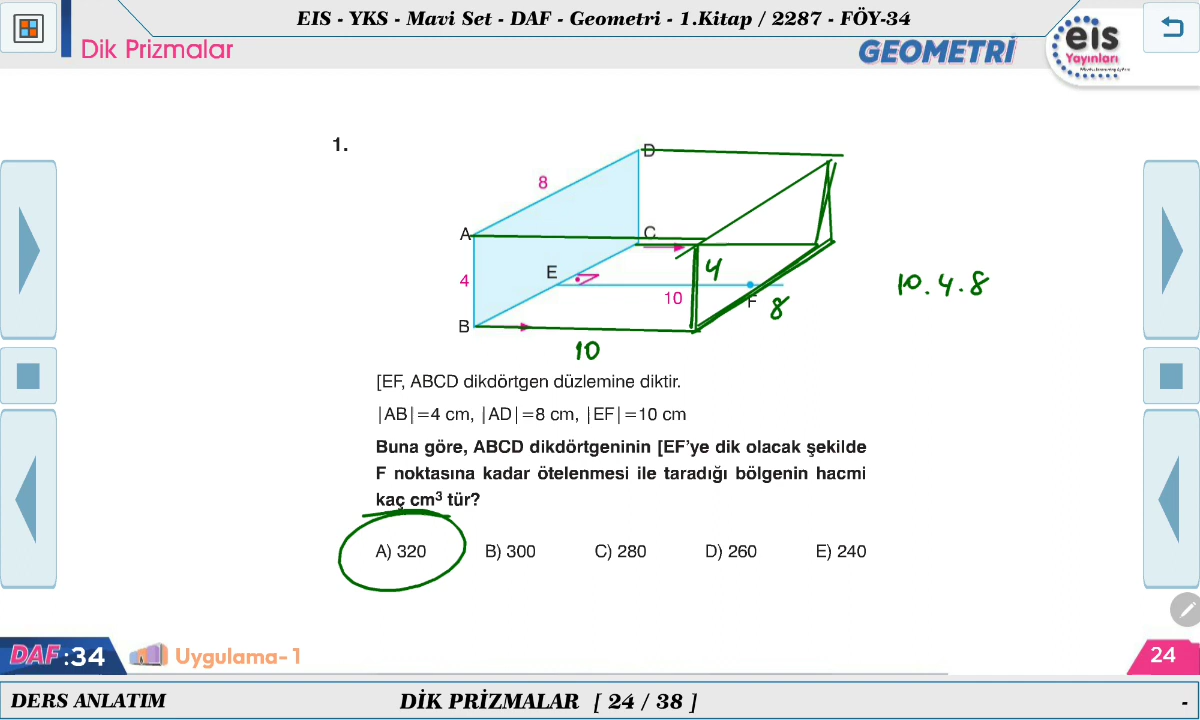 EIS - YKS - Mavi Set - DAF - Geometri - 1.Kitap / 2287 - FÖY-34
Dik Prizmalar
GEOMETRİ
eis
Yayınları
1.
D
8
A
C
E
4
4
10
F
8
B
10
10.4.8
[EF, ABCD dikdörtgen düzlemine diktir.
|AB|=4 cm, |AD|=8 cm, |EF|=10 cm
Buna göre, ABCD dikdörtgeninin [EF'ye dik olacak şekilde
F noktasına kadar ötelenmesi ile taradığı bölgenin hacmi
kaç cm³ tür?
A) 320 B) 300 C) 280 D) 260 E) 240
DAF:34
Uygulama-1
24
DERS ANLATIM
DİK PRİZMALAR [ 24 / 38 ]
-